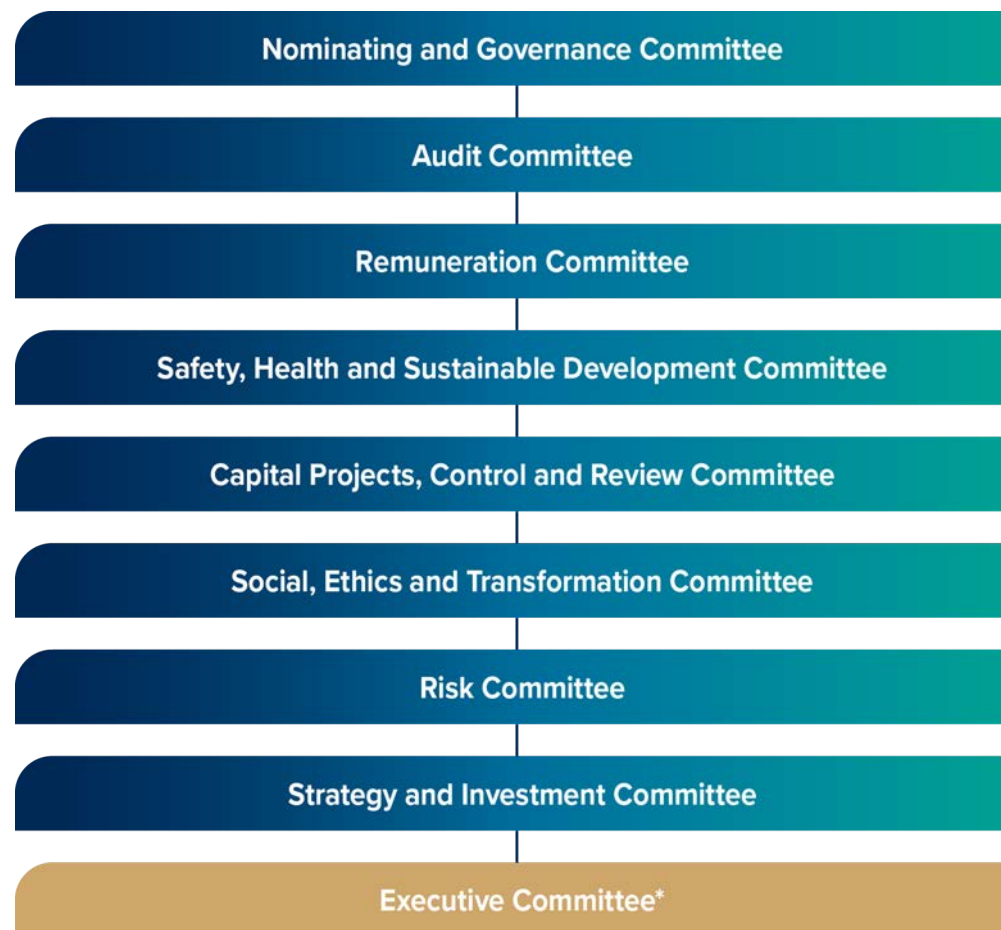 Nominating and Governance Committee
Audit Committee
Remuneration Committee
Safety, Health and Sustainable Development Committee
Capital Projects, Control and Review Committee
Social, Ethics and Transformation Committee
Risk Committee
Strategy and Investment Committee
Executive Committee*